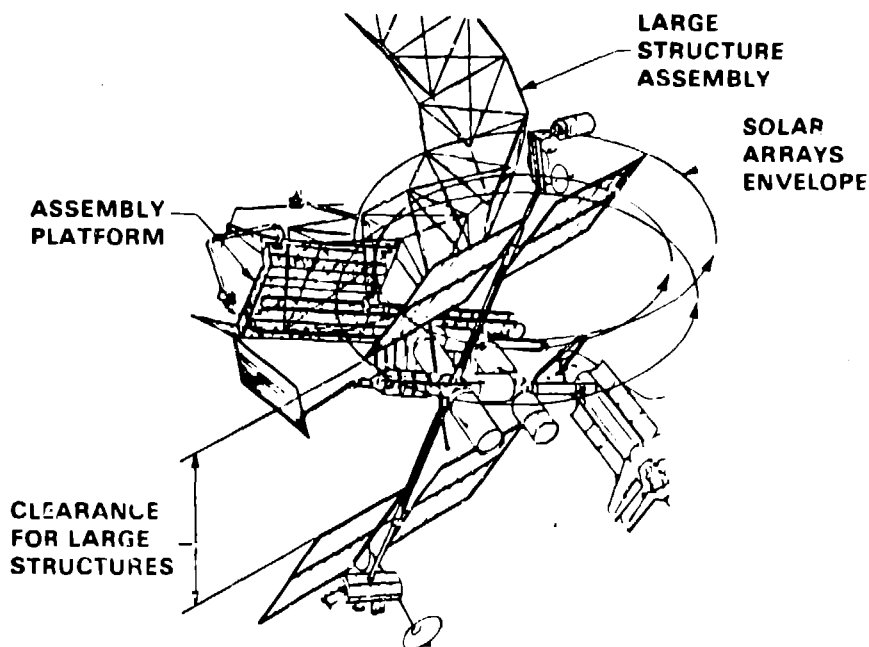 LARGE
STRUCTURE
ASSEMBLY
SOLAR
ARRAYS
ENVELOPE
ASSEMBLY
PLATFORM
CLEARANCE
FOR LARGE
STRUCTURES